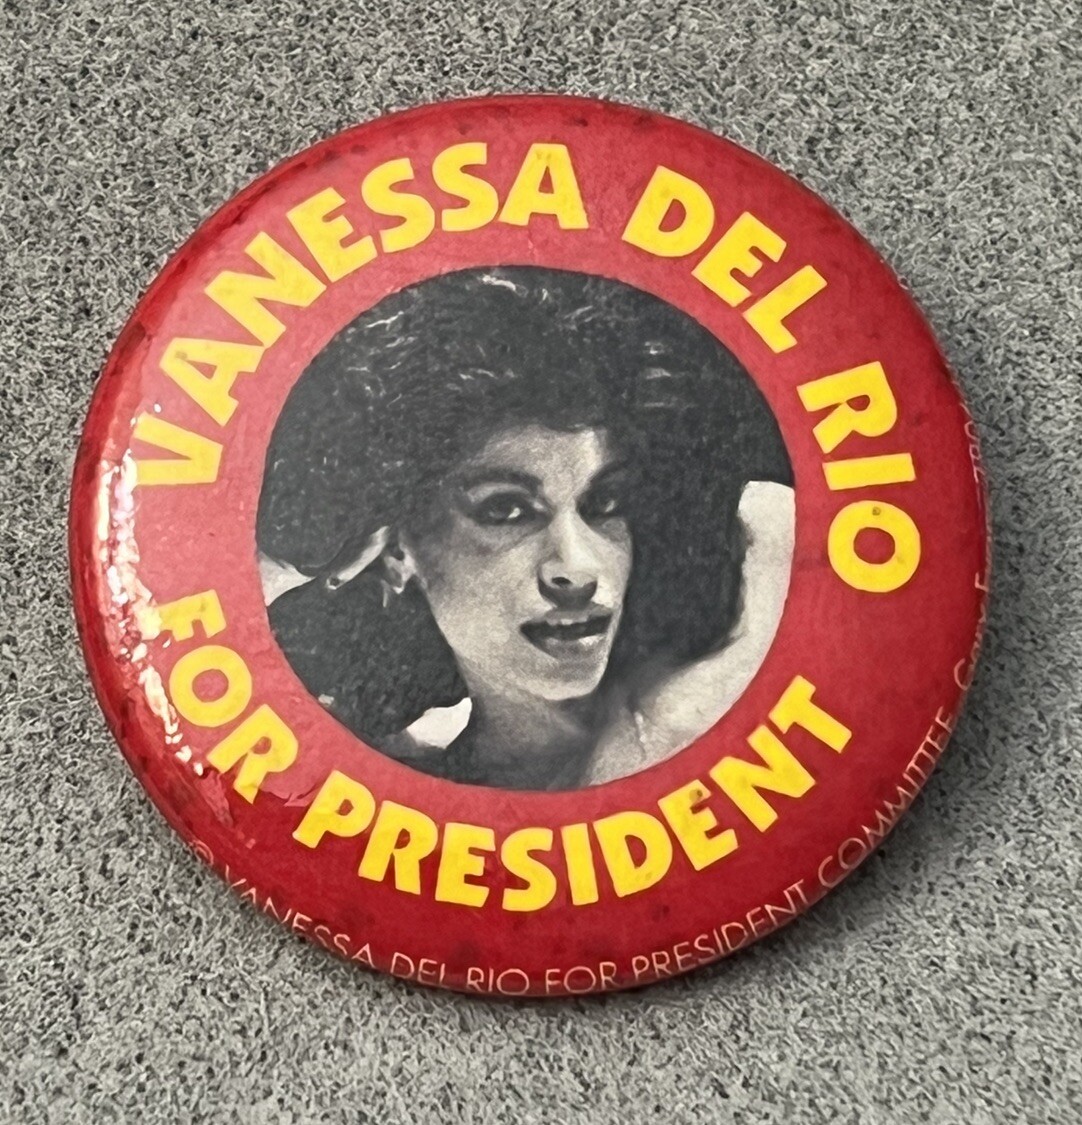 VANESSA DEL RIO
FOR PRESIDENT
© VANESSA DEL RIO FOR PRESIDENT COMMITTEE